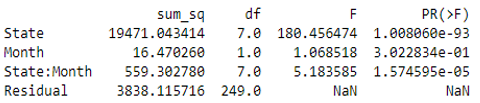 sum_sq df F PR(>F)
State 19471.043414 7.0 180.456474 1.008060e-93
Month 16.470260 1.0 1.068518 3.022834e-01
State:Month 559.302780 7.0 5.183585 1.574595e-05
Residual 3838.115716 249.0 NaN NaN